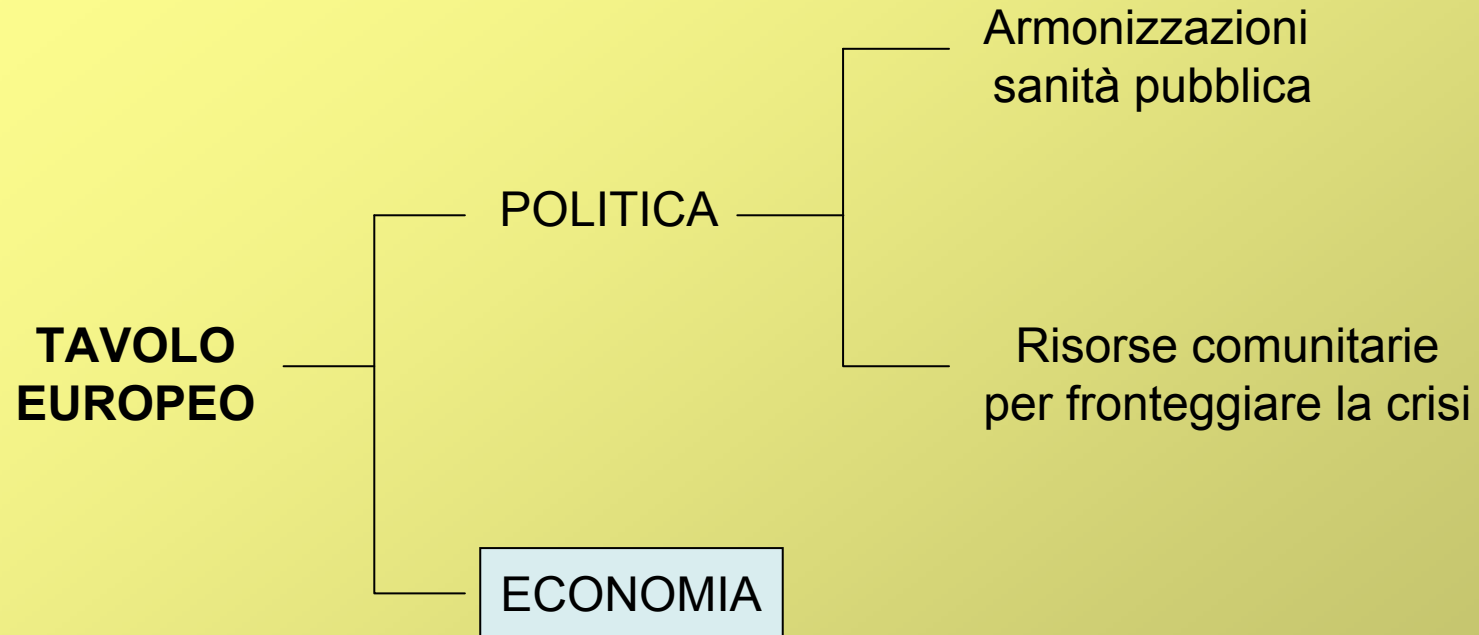 Armonizzazioni
sanità pubblica
POLITICA
TAVOLO
EUROPEO
Risorse comunitarie
per fronteggiare la crisi
ECONOMIA